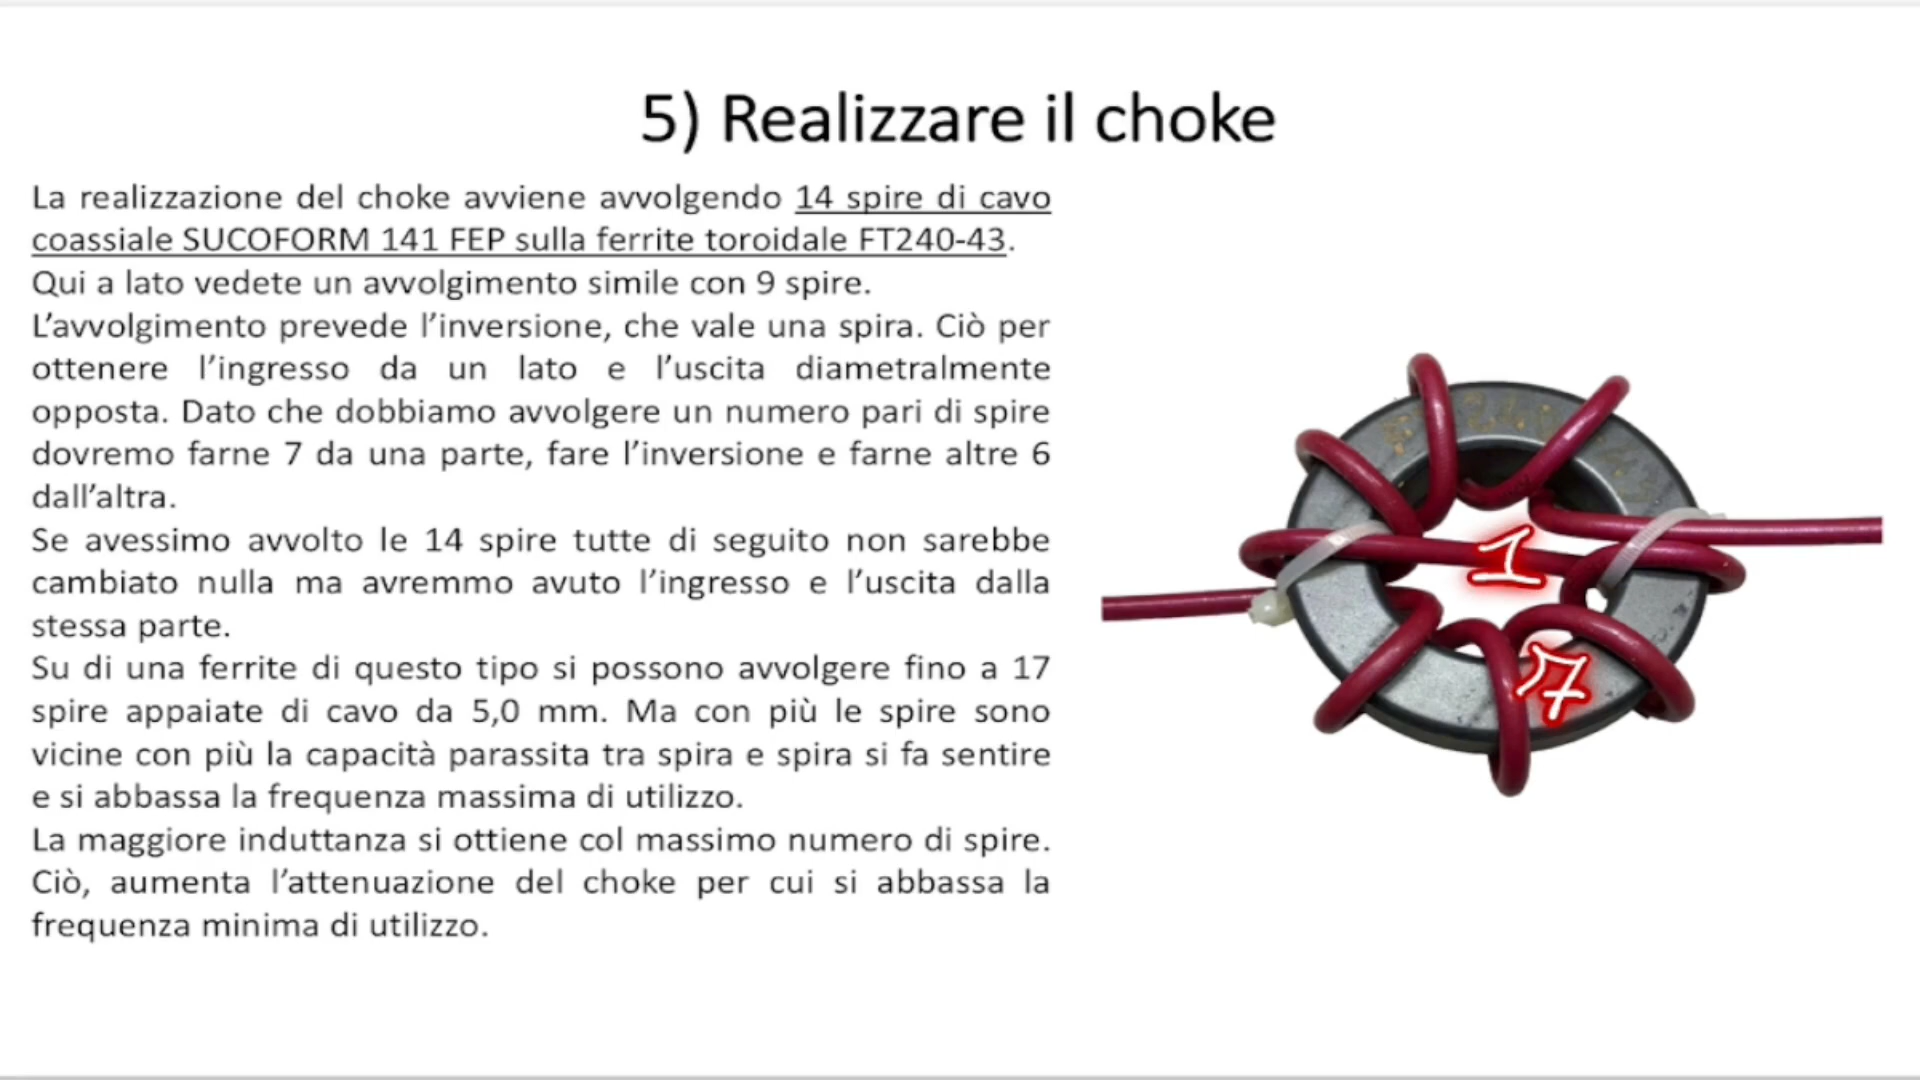 5) Realizzare il choke
La realizzazione del choke avviene avvolgendo 14 spire di cavo
coassiale SUCOFORM 141 FEP sulla ferrite toroidale FT240-43.
Qui a lato vedete un avvolgimento simile con 9 spire.
L’avvolgimento prevede l’inversione, che vale una spira. Ciò per
ottenere l’ingresso da un lato e l’uscita diametralmente
opposta. Dato che dobbiamo avvolgere un numero pari di spire
dovremo farne 7 da una parte, fare l’inversione e farne altre 6
dall’altra.
Se avessimo avvolto le 14 spire tutte di seguito non sarebbe
cambiato nulla ma avremmo avuto l’ingresso e l’uscita dalla
stessa parte.
Su di una ferrite di questo tipo si possono avvolgere fino a 17
spire appaiate di cavo da 5,0 mm. Ma con più le spire sono
vicine con più la capacità parassita tra spira e spira si fa sentire
e si abbassa la frequenza massima di utilizzo.
La maggiore induttanza si ottiene col massimo numero di spire.
Ciò, aumenta l’attenuazione del choke per cui si abbassa la
frequenza minima di utilizzo.
1
7